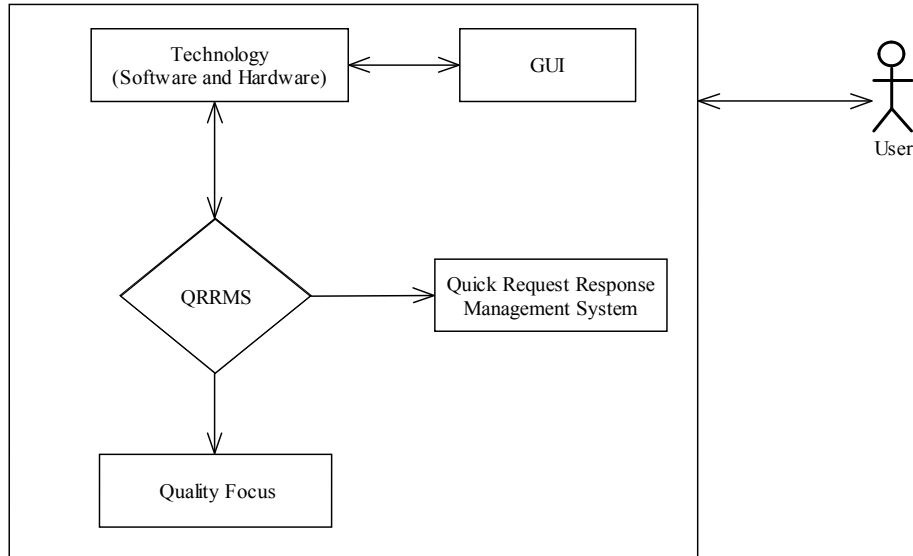 Technology
(Software and Hardware)
GUI
User
QRRMS
Quick Request Response
Management System
Quality Focus